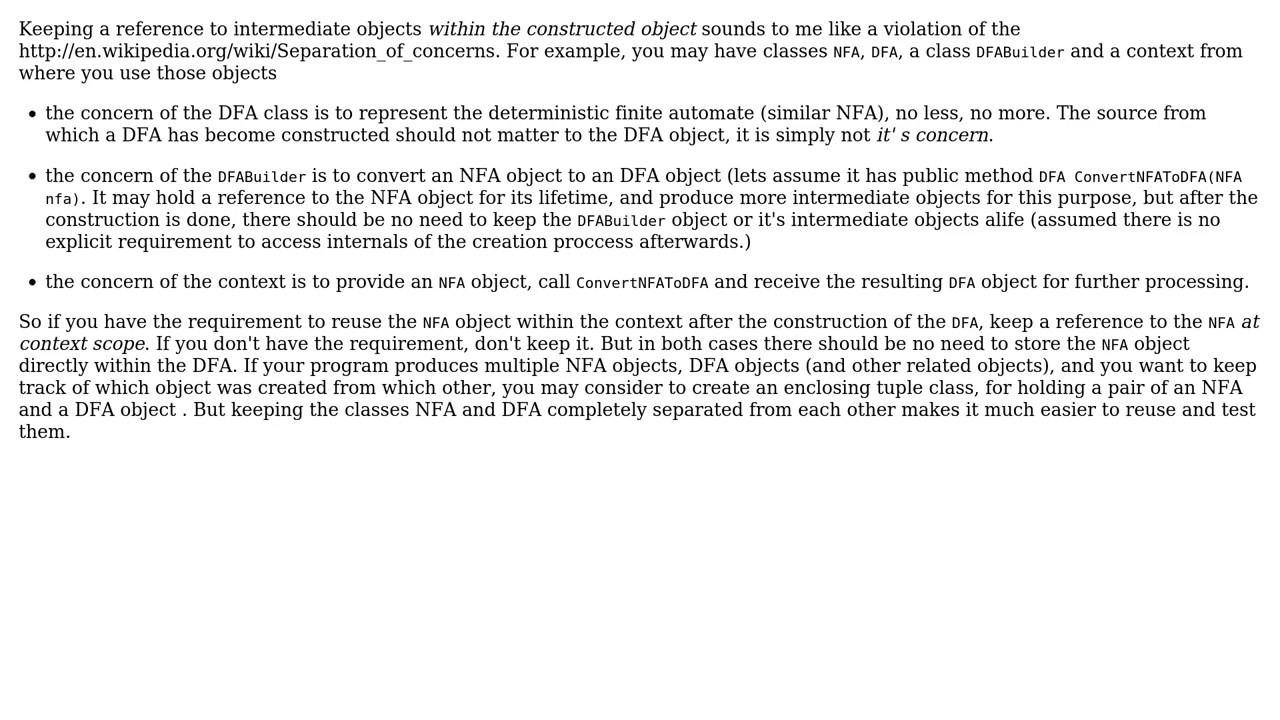 Keeping a reference to intermediate objects within the constructed object sounds to me like a violation of the
http://en.wikipedia.org/wiki/Separation_of_concerns. For example, you may have classes NFA, DFA, a class DFABuilder and a context from
where you use those objects
• the concern of the DFA class is to represent the deterministic finite automate (similar NFA), no less, no more. The source from
which a DFA has become constructed should not matter to the DFA object, it is simply not it' s concern.
• the concern of the DFABuilder is to convert an NFA object to an DFA object (lets assume it has public method DFA ConvertNFAToDFA(NFA
nfa). It may hold a reference to the NFA object for its lifetime, and produce more intermediate objects for this purpose, but after the
construction is done, there should be no need to keep the DFABuilder object or it's intermediate objects alife (assumed there is no
explicit requirement to access internals of the creation proccess afterwards.)
• the concern of the context is to provide an NFA object, call ConvertNFAToDFA and receive the resulting DFA object for further processing.
So if you have the requirement to reuse the NFA object within the context after the construction of the DFA, keep a reference to the NFA at
context scope. If you don't have the requirement, don't keep it. But in both cases there should be no need to store the NFA object
directly within the DFA. If your program produces multiple NFA objects, DFA objects (and other related objects), and you want to keep
track of which object was created from which other, you may consider to create an enclosing tuple class, for holding a pair of an NFA
and a DFA object . But keeping the classes NFA and DFA completely separated from each other makes it much easier to reuse and test
them.